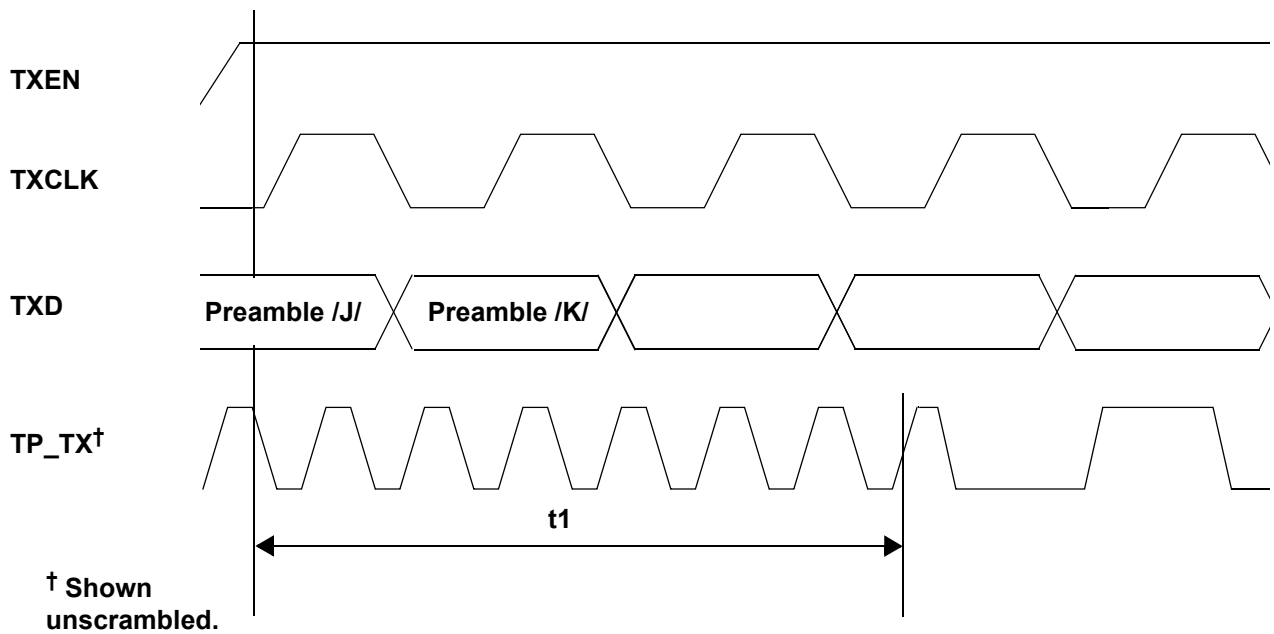 TXEN
TXCLK
TXD
Preamble /J/
Preamble /K/
TP_TX†
t1
† Shown
unscrambled.